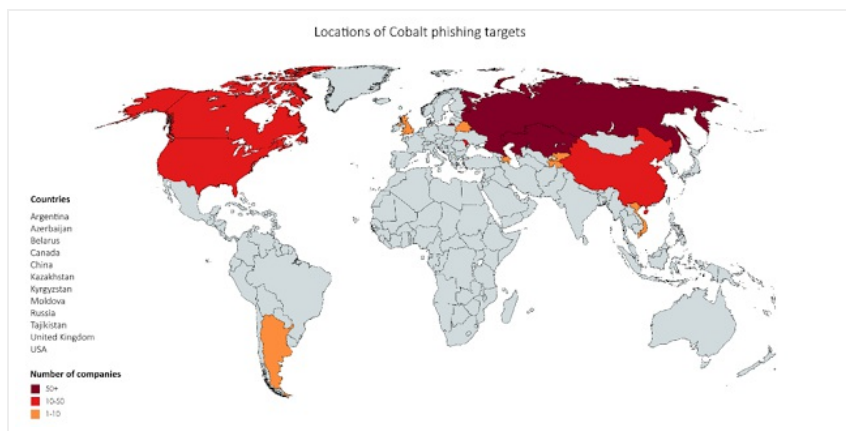 Locations of Cobalt phishing targets
Countries
Argentina
Azerbaijan
Belarus
Canada
China
Kazakhstan
Kyrgyzstan
Moldova
Russia
Tajikistan
United Kingdom
USA
Number of companies
50+
10-50
1-10